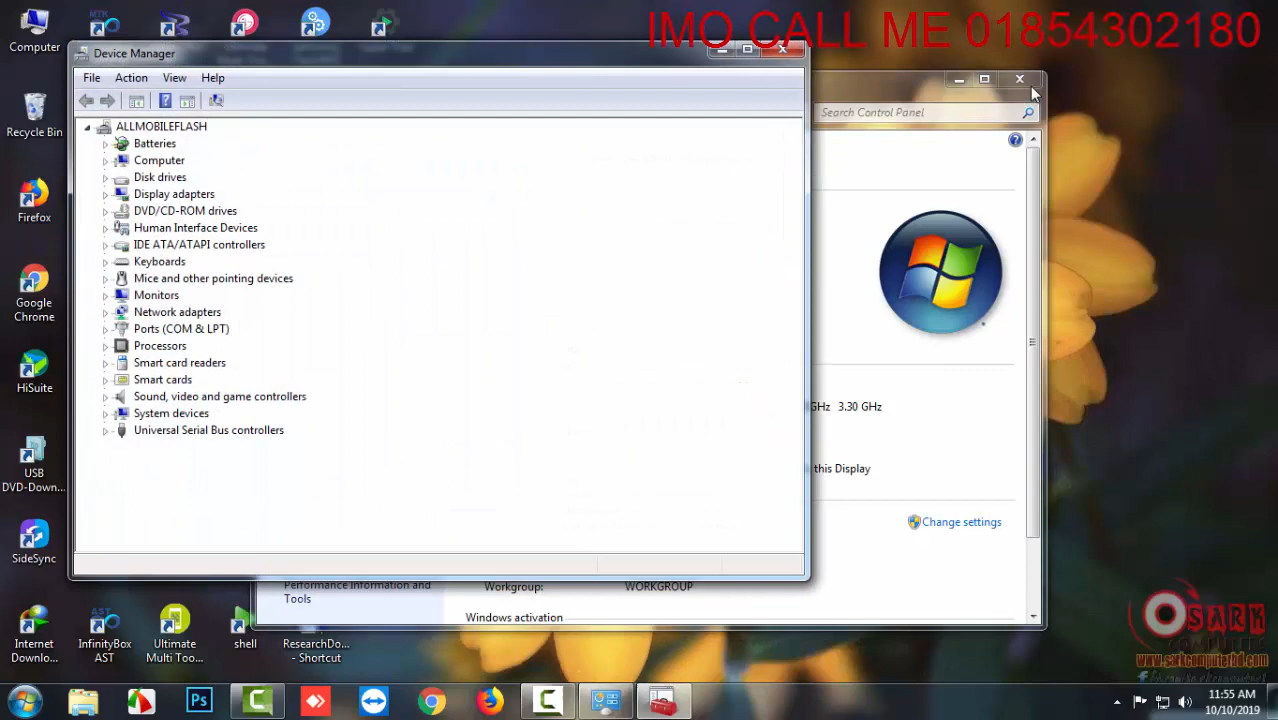 IMO CALL ME 01854302180
Computer
Device Manager
File Action View Help
Search Control Panel
ALLMOBILEFLASH
Batteries
Computer
Disk drives
Display adapters
DVD/CD-ROM drives
Human Interface Devices
IDE ATA/ATAPI controllers
Keyboards
Mice and other pointing devices
Monitors
Network adapters
Ports (COM & LPT)
Processors
Smart card readers
Smart cards
Sound, video and game controllers
System devices
Universal Serial Bus controllers
Recycle Bin
Firefox
Google
Chrome
HiSuite
USB
DVD-Down...
SideSync
GHz 3.30 GHz
this Display
Change settings
Performance Information and
Tools
Workgroup: WORKGROUP
Windows activation
Internet
Downlo...
InfinityBox
AST
Ultimate
Multi Too...
shell
ResearchDo...
- Shortcut
SARK
www.sarkcomputerbd.com
Ps
11:55 AM
10/10/2019